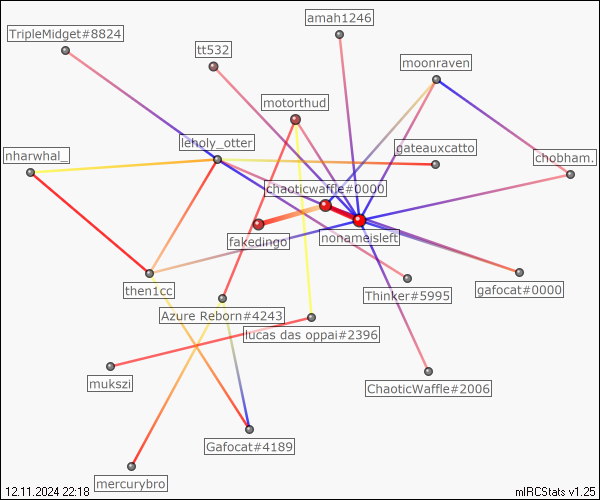 amah1246
TripleMidget#8824
tt532
moonraven
motorthud
leholy_otter
gateauxcatto
nharwhal_
chobham.
chaoticwaffle#0000
fakedingo
nonameisleft
then1cc
Thinker#5995
gafocat#0000
Azure Reborn#4243
lucas das oppai#2396
mukszi
ChaoticWaffle#2006
Gafocat#4189
mercurybro
12.11.2024 22:18
mIRCStats v1.25